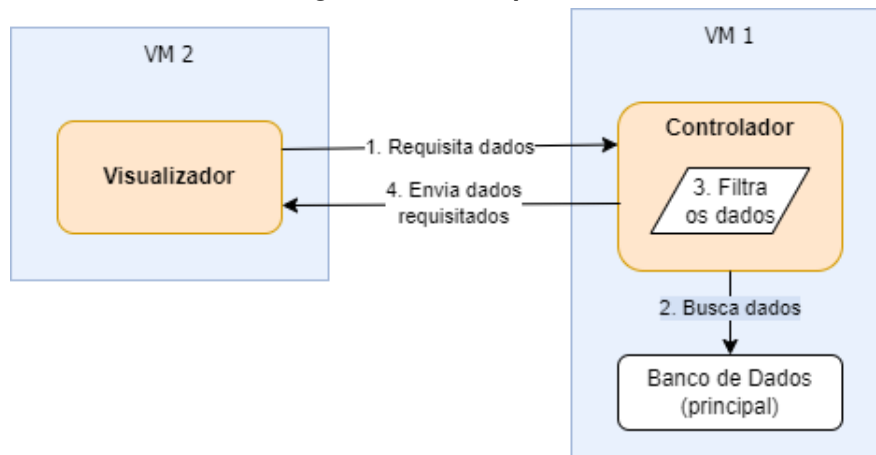 VM 2
VM 1
Visualizador
1. Requisita dados
4. Envia dados
requisitados
Controlador
3. Filtra
os dados
2. Busca dados
Banco de Dados
(principal)